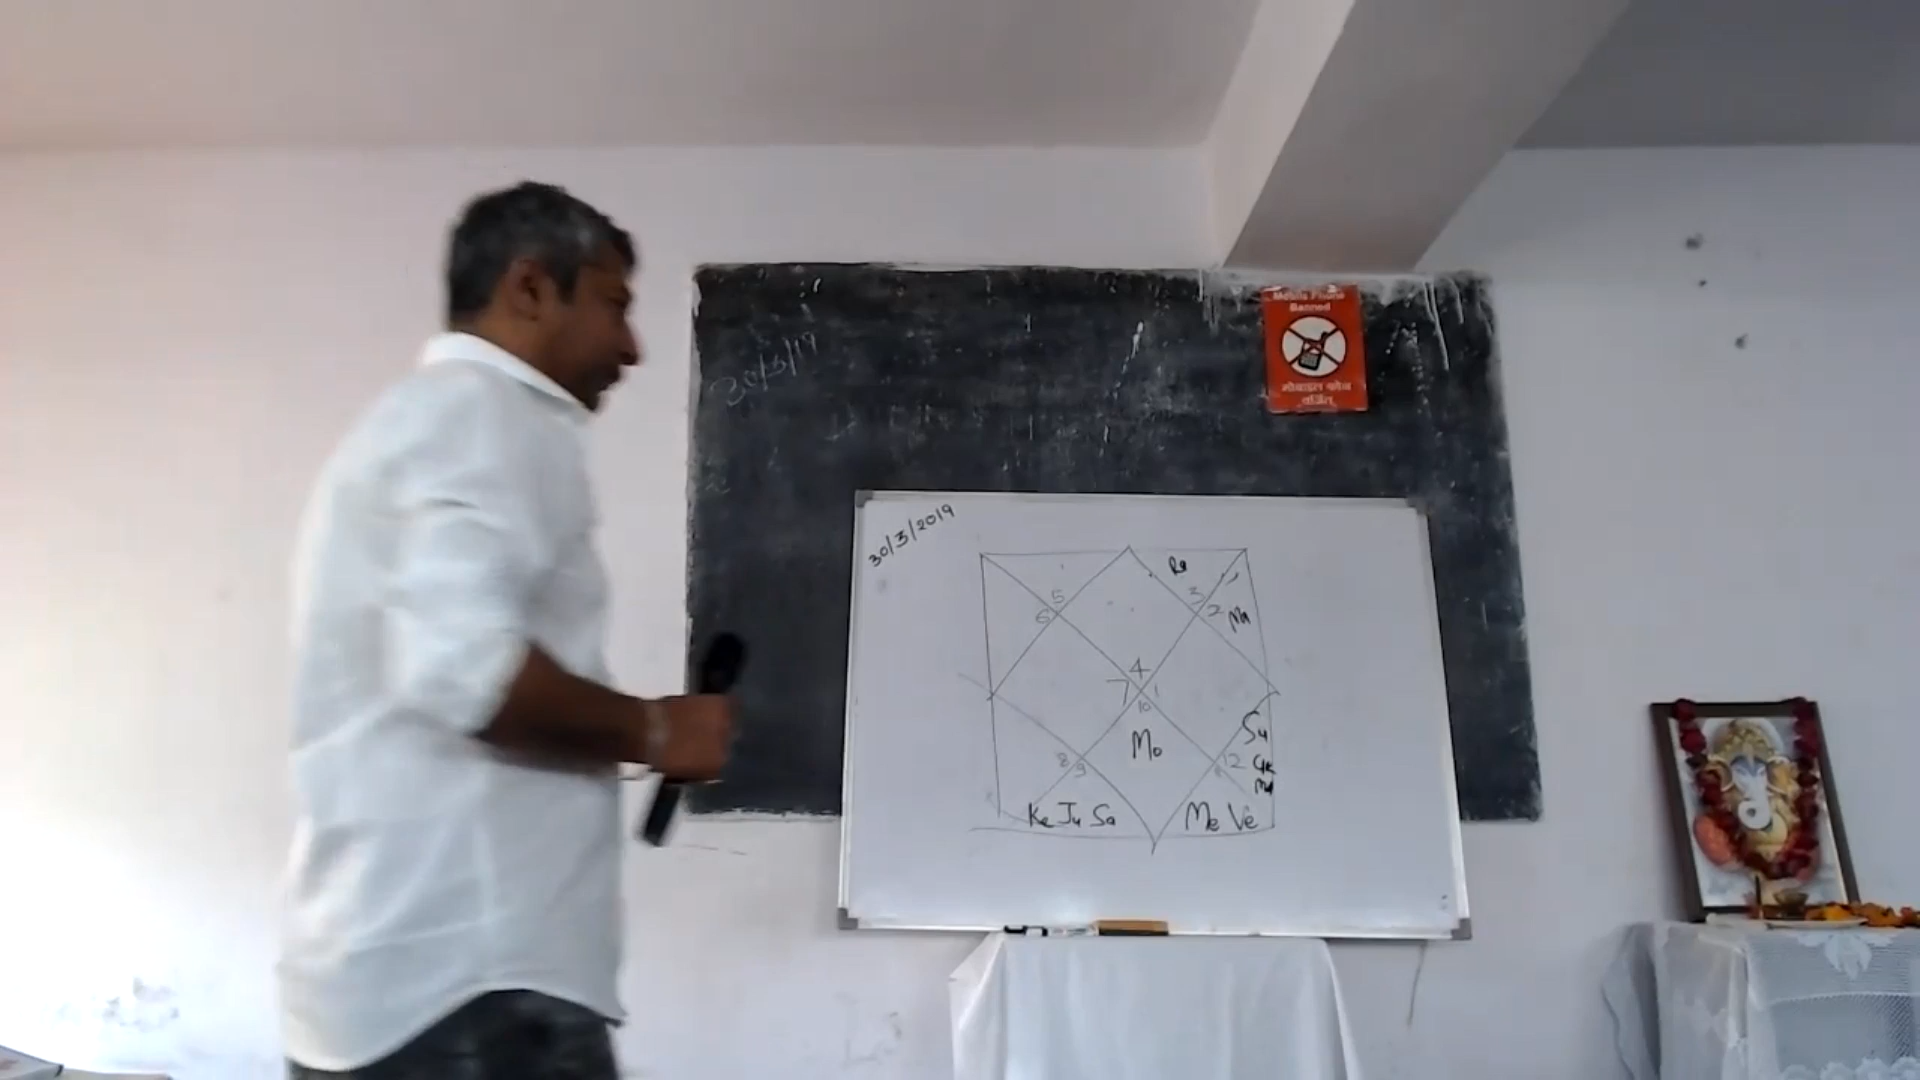 30/3/19
Mobile Phone
Banned
मोबाइल फोन
वर्जित
30/3/2019
Ra
5 3
6 2 Ma
4
7 1
10
Su
Mo
8 12
9
Ke Ju Sa Me Ve